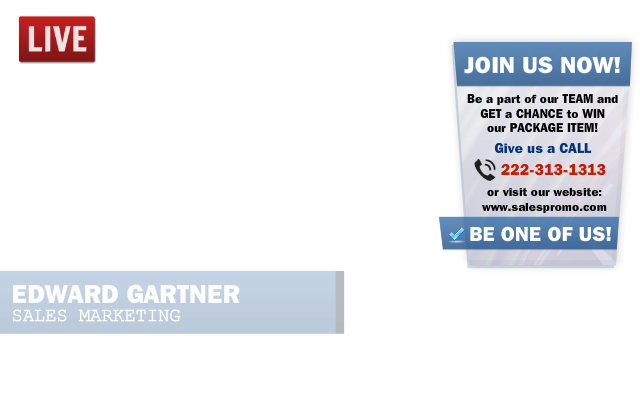 LIVE
JOIN US NOW!
Be a part of our TEAM and
GET a CHANCE to WIN
our PACKAGE ITEM!
Give us a CALL
222-313-1313
or visit our website:
www.salespromo.com
BE ONE OF US!
EDWARD GARTNER
SALES MARKETING